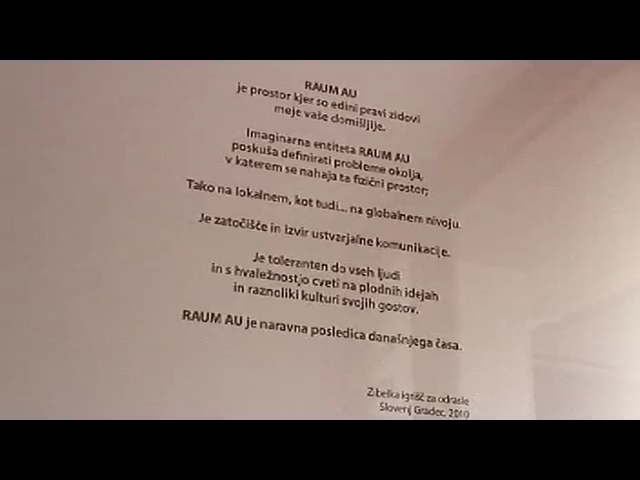 RAUM AU
je prostor kjer so edini pravi zidovi
meje vaše domišljije.
Imaginarna entiteta RAUM AU
poskuša definirati probleme okolja,
v katerem se nahaja ta fizični prostor;
Tako na lokalnem, kot tudi... na globalnem nivoju.
Je zatočišče in izvir ustvarjalne komunikacije.
Je toleranten do vseh ljudi
in s hvaležnostjo cveti na plodnih idejah
in raznoliki kulturi svojih gostov.
RAUM AU je naravna posledica današnjega časa.
Zibelka igrišč za odrasle
Slovenj Gradec, 2010